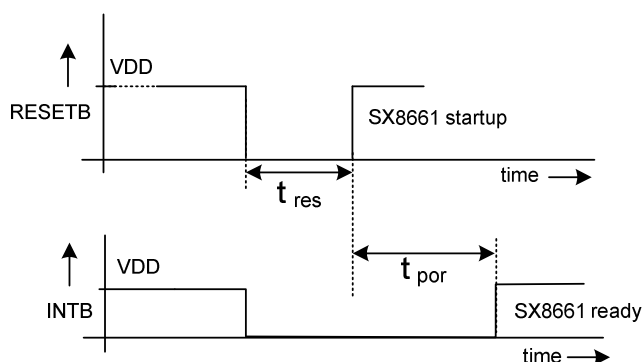 VDD
RESETB
SX8661 startup
time
t res
VDD
t por
INTB
SX8661 ready
time